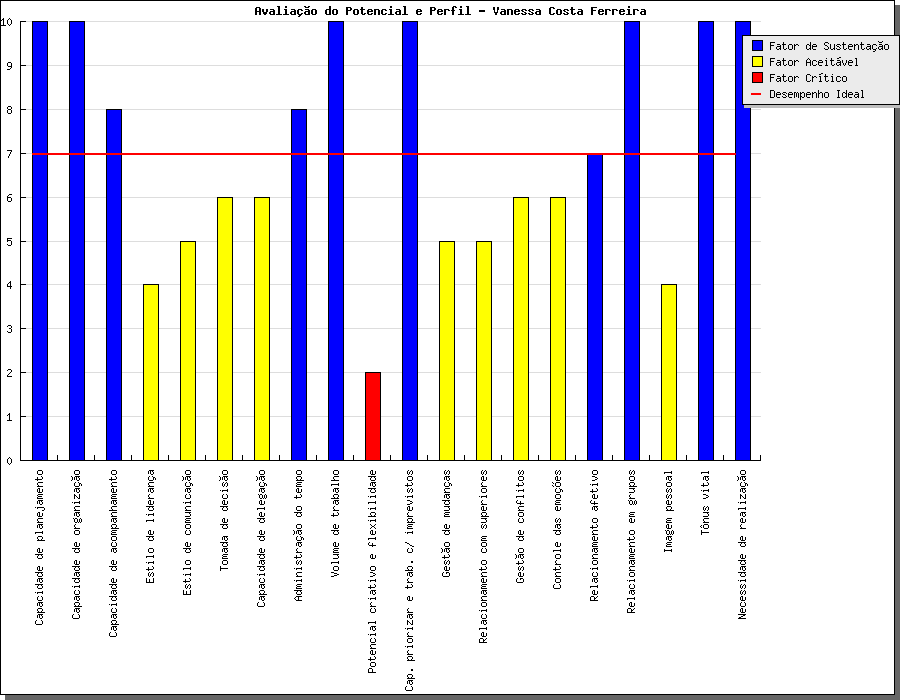 Avaliação do Potencial e Perfil - Vanessa Costa Ferreira
Fator de Sustentação
Fator Aceitável
Fator Crítico
Desempenho Ideal
10
9
8
7
6
5
4
3
2
1
0
Capacidade de planejamento
Capacidade de organização
Capacidade de acompanhamento
Estilo de liderança
Estilo de comunicação
Tomada de decisão
Capacidade de delegação
Administração do tempo
Volume de trabalho
Potencial criativo e flexibilidade
Cap. priorizar e trab. c/ imprevistos
Gestão de mudanças
Relacionamento com superiores
Gestão de conflitos
Controle das emoções
Relacionamento afetivo
Relacionamento em grupos
Imagem pessoal
Tônus vital
Necessidade de realização